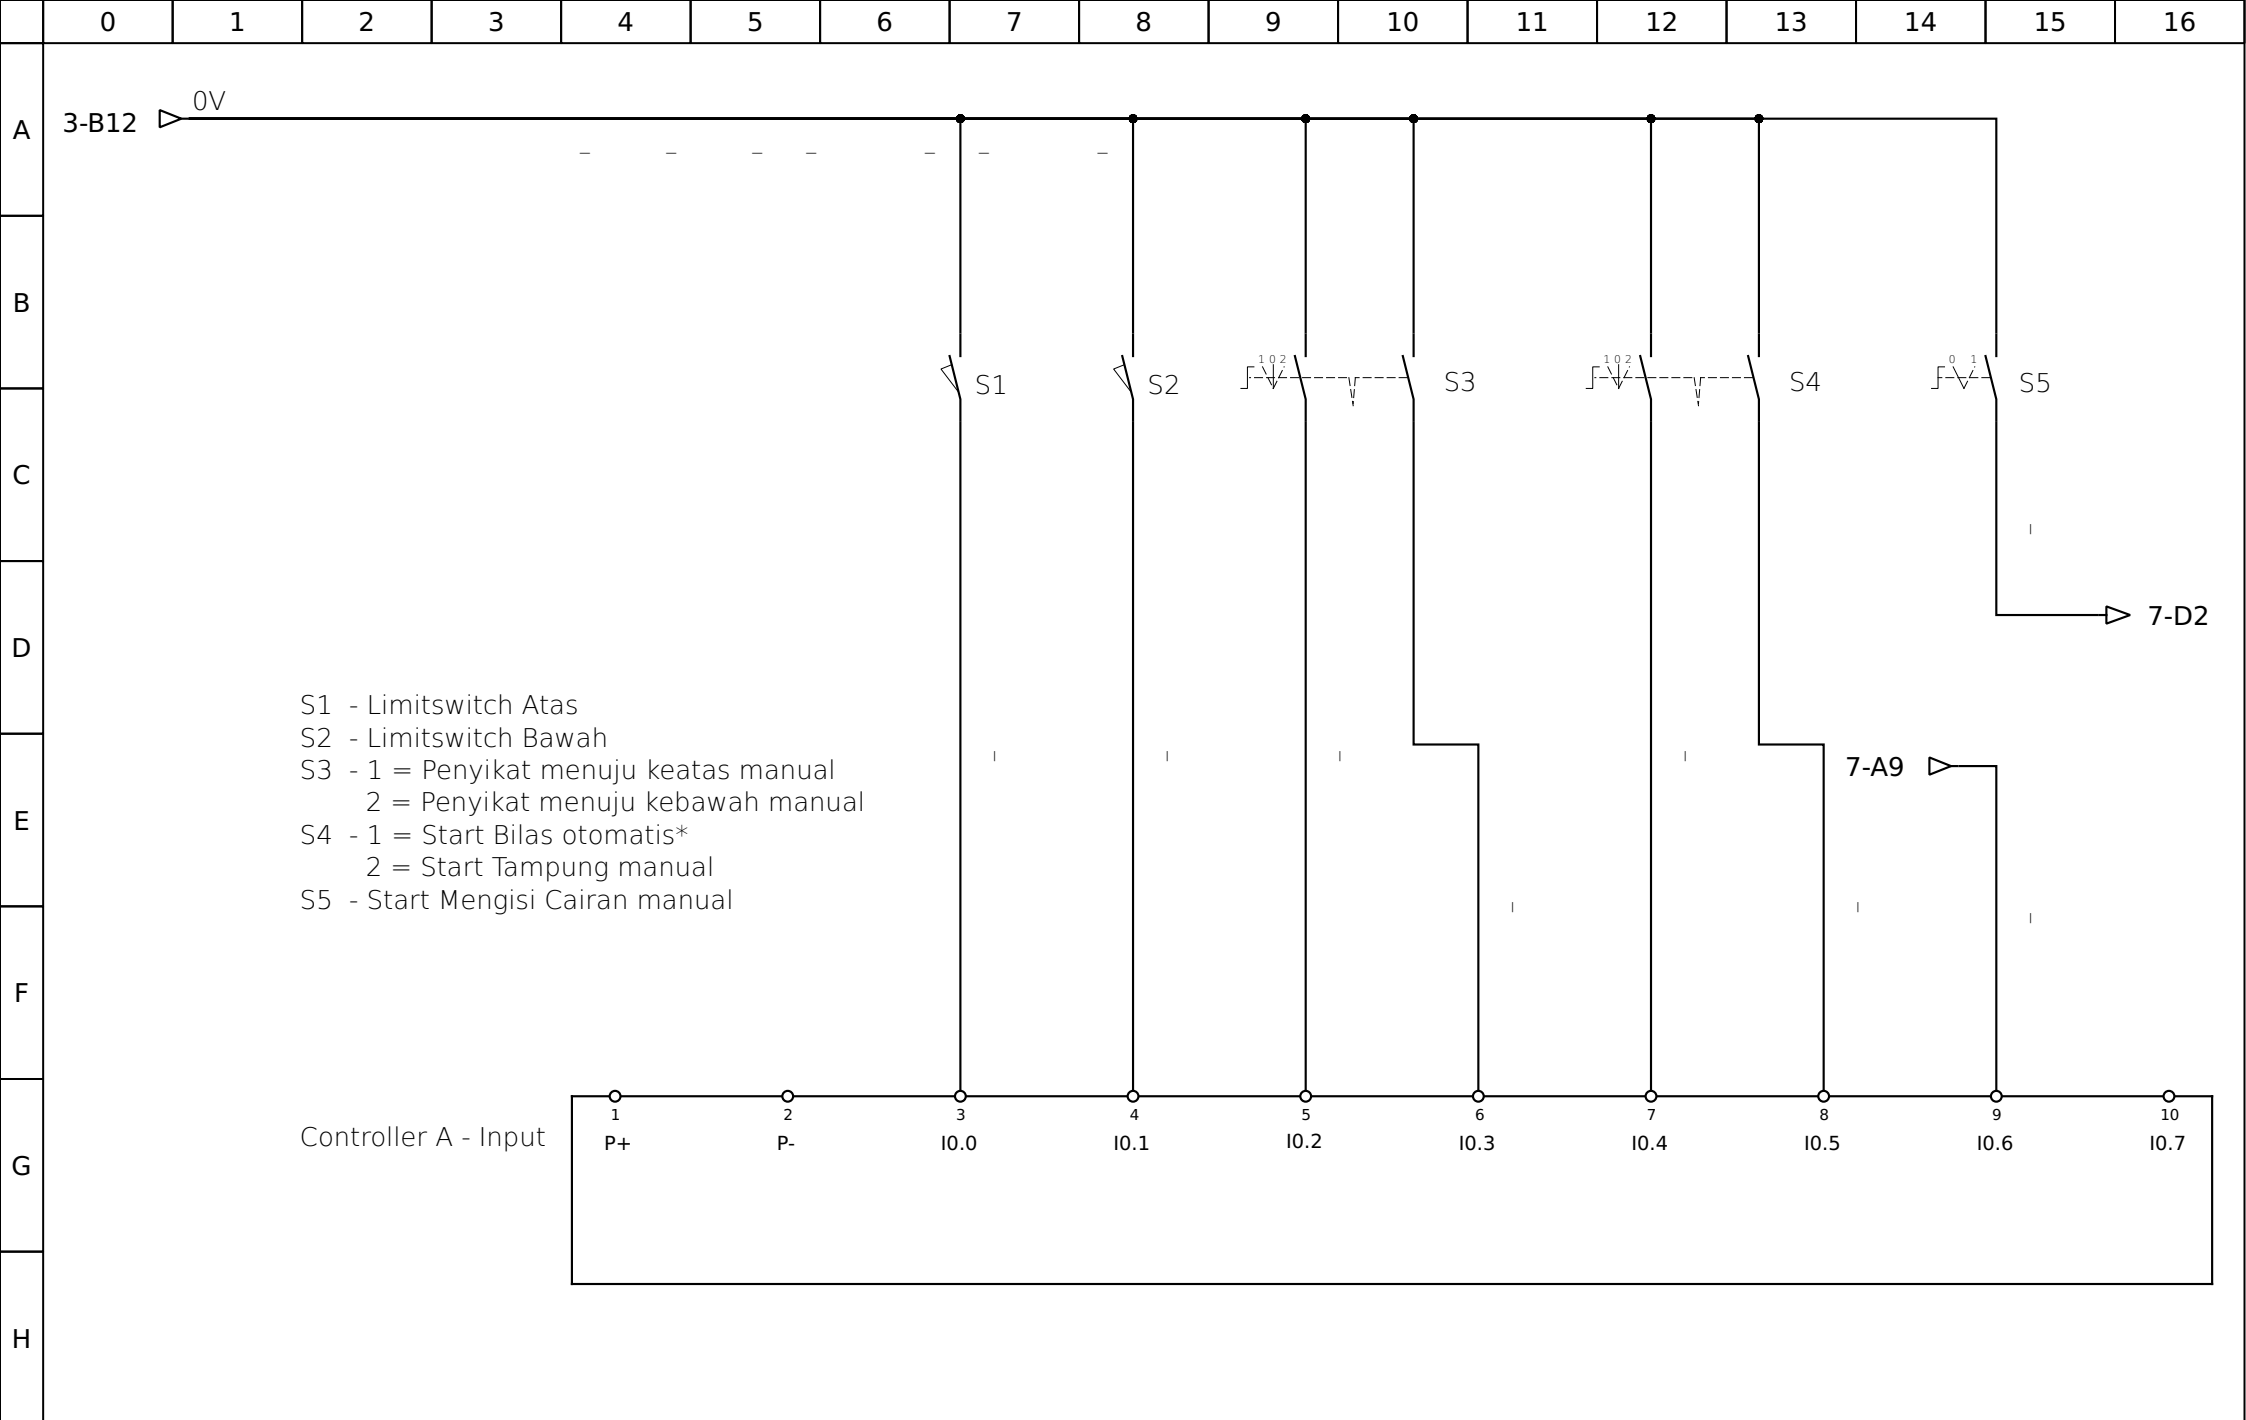 0 1 2 3 4 5 6 7 8 9 10 11 12 13 14 15 16
A
3-B12
0V
B
1 0 2
1 0 2
0 1
S1
S2
S3
S4
S5
C
7-D2
D
S1 - Limitswitch Atas
S2 - Limitswitch Bawah
S3 - 1 = Penyikat menuju keatas manual
2 = Penyikat menuju kebawah manual
S4 - 1 = Start Bilas otomatis*
2 = Start Tampung manual
S5 - Start Mengisi Cairan manual
7-A9
E
F
Controller A - Input
1 2 3 4 5 6 7 8 9 10
P+ P- I0.0 I0.1 I0.2 I0.3 I0.4 I0.5 I0.6 I0.7
G
H